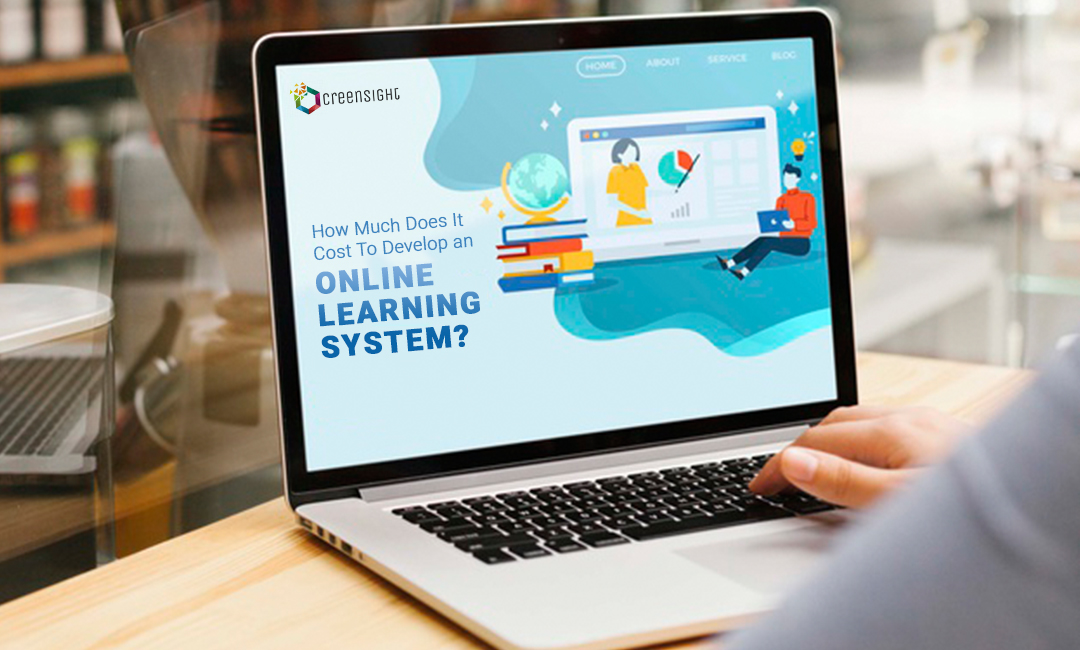 HOME ABOUT SERVICE BLOG
CreenSIGHT
How Much Does It
Cost To Develop an
ONLINE
LEARNING
SYSTEM?